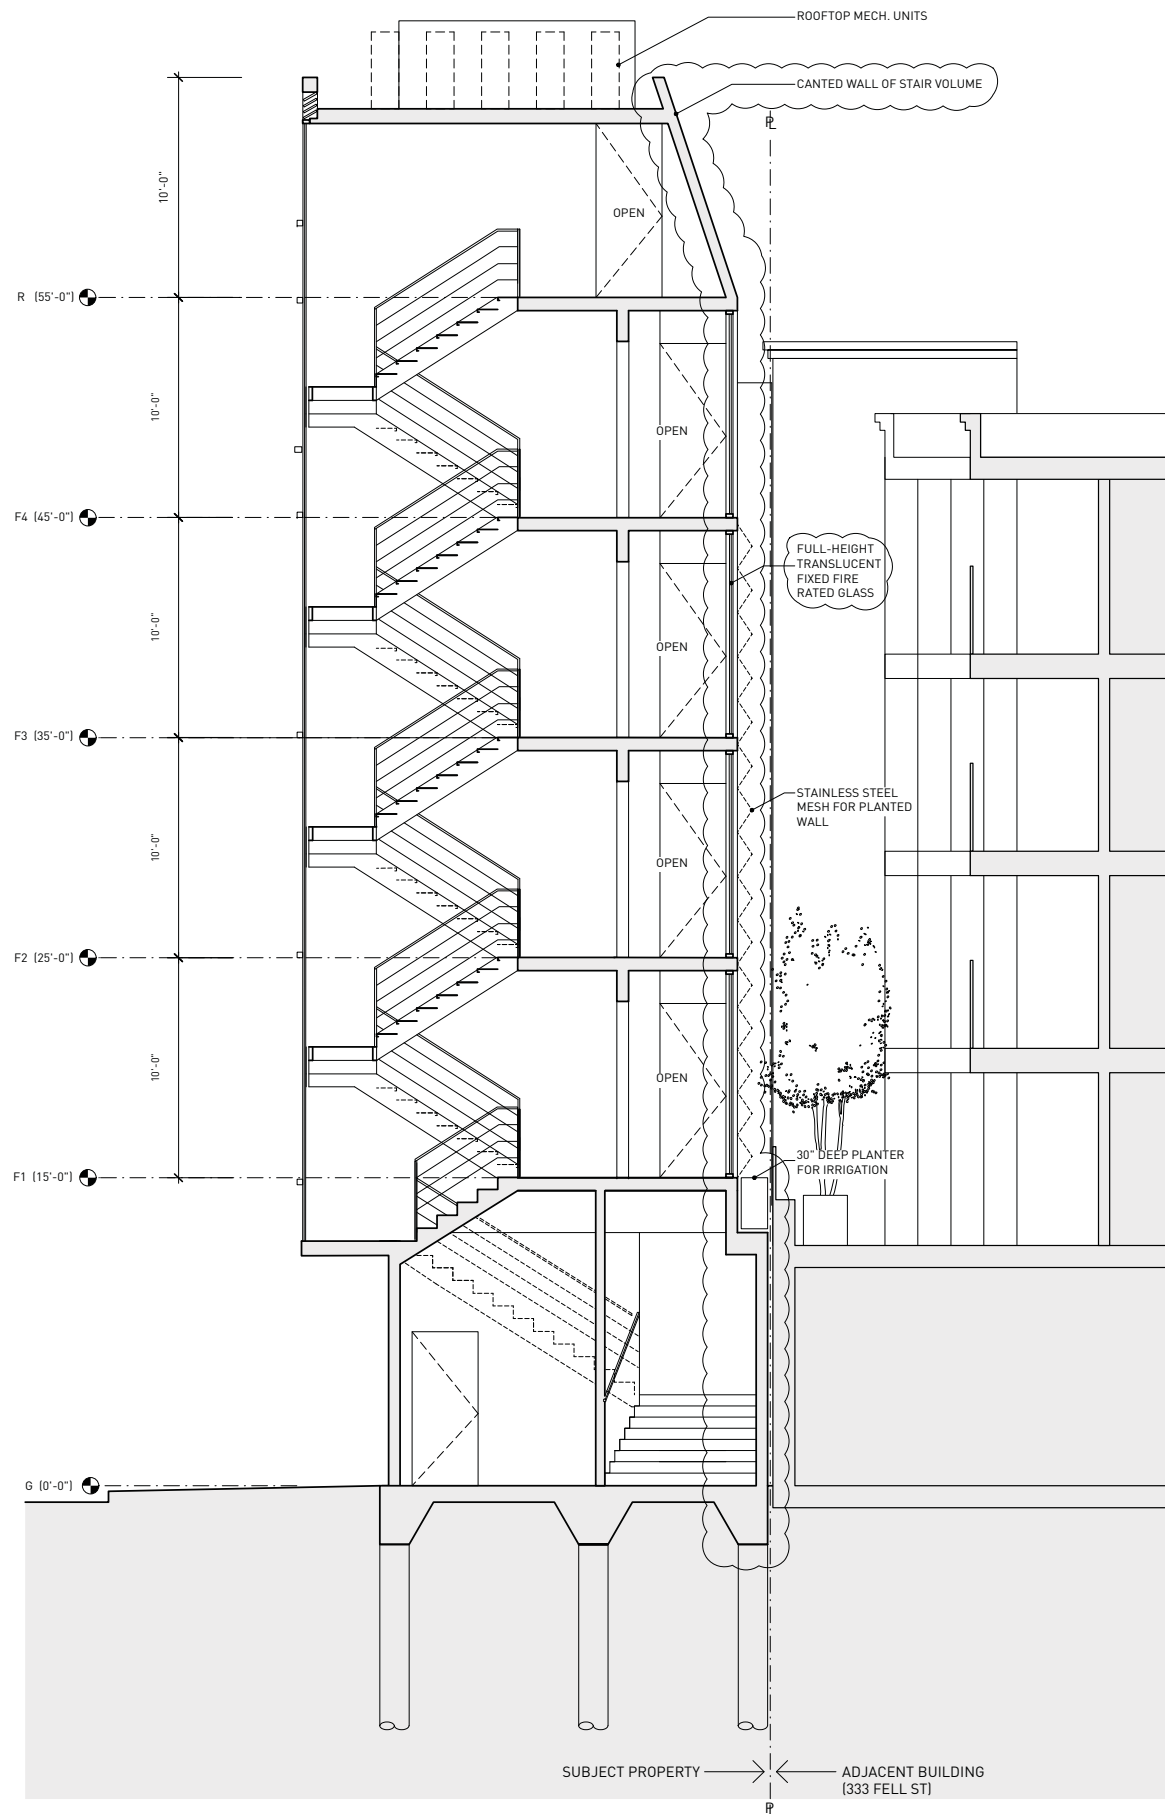 ROOFTOP MECH. UNITS
CANTED WALL OF STAIR VOLUME
PL
10'-0"
OPEN
R (55'-0")
10'-0"
OPEN
F4 (45'-0")
FULL-HEIGHT
TRANSLUCENT
FIXED FIRE
RATED GLASS
10'-0"
OPEN
F3 (35'-0")
STAINLESS STEEL
MESH FOR PLANTED
WALL
10'-0"
OPEN
F2 (25'-0")
10'-0"
OPEN
30" DEEP PLANTER
FOR IRRIGATION
F1 (15'-0")
G (0'-0")
SUBJECT PROPERTY
ADJACENT BUILDING
(333 FELL ST)
PL